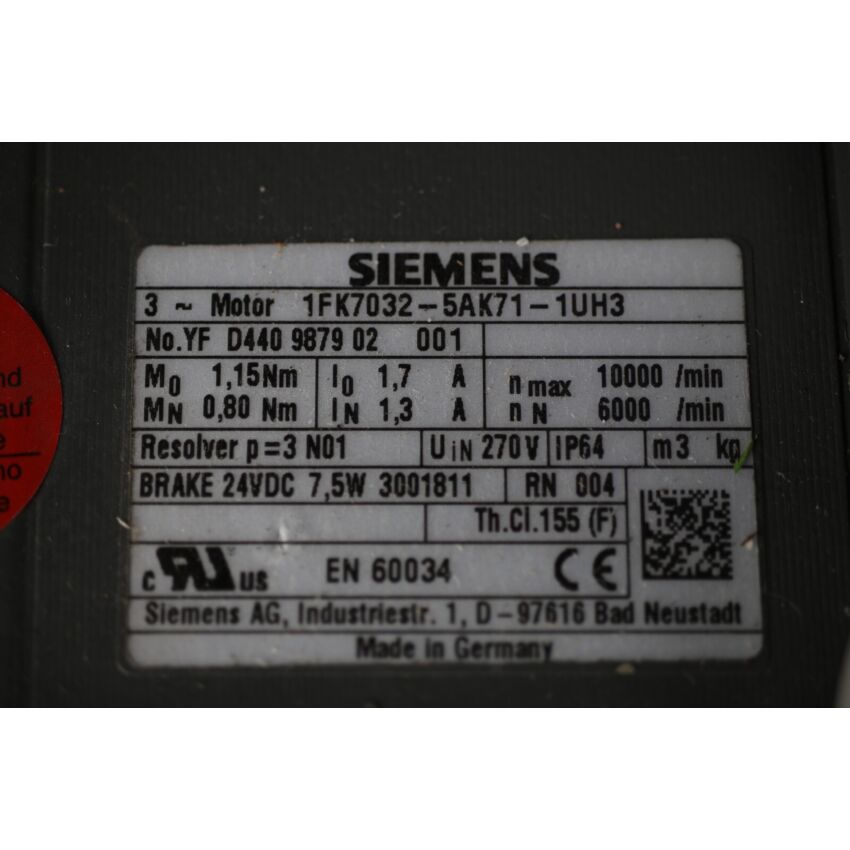 SIEMENS
3 ~ Motor 1FK7032-5AK71-1UH3
No.YF D440 9879 02 001
M0 1,15Nm I0 1,7 A n max 10000 /min
MN 0,80 Nm IN 1,3 A n N 6000 /min
Resolver p=3 N01 UIN 270V IP64 m3 kg
BRAKE 24VDC 7,5W 3001811 RN 004
Th.Cl.155 (F)
c RU US EN 60034 CE
Siemens AG, Industriestr. 1, D-97616 Bad Neustadt
Made in Germany
auf